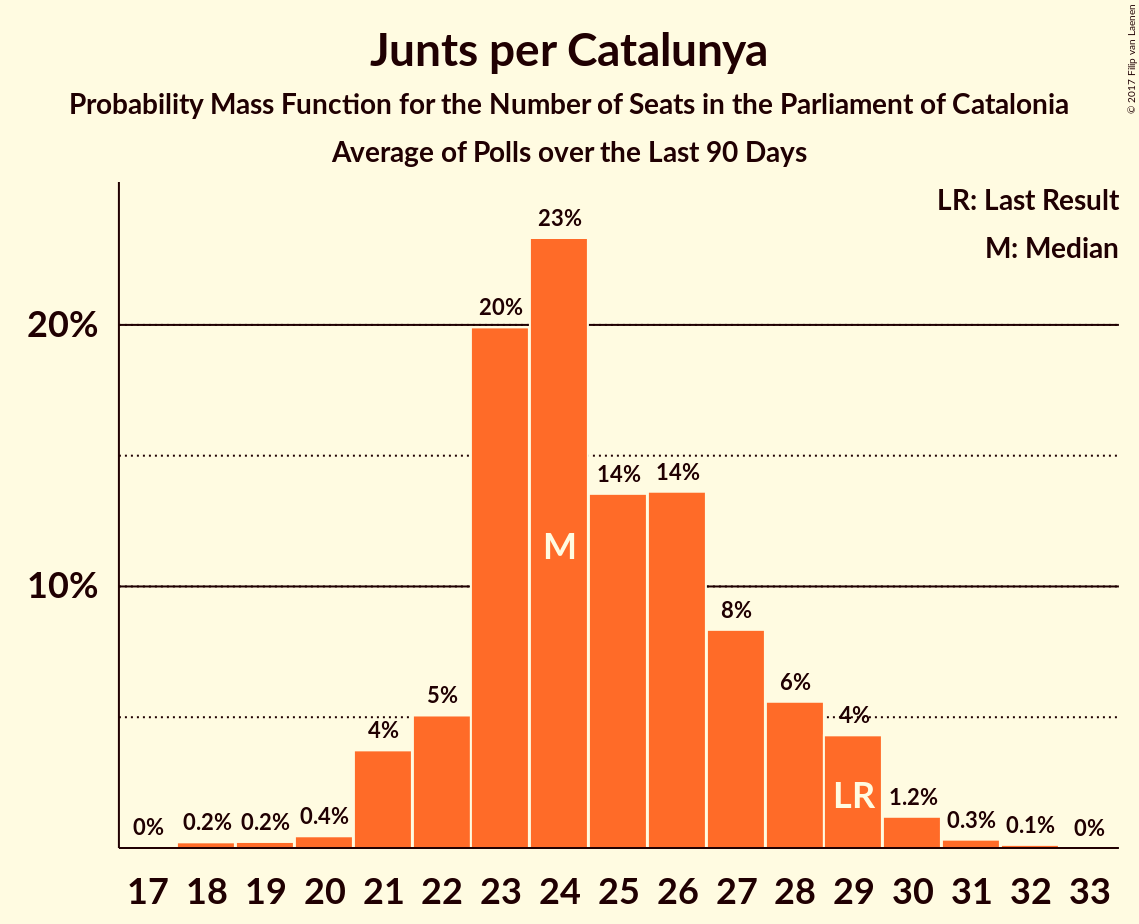 Junts per Catalunya
Probability Mass Function for the Number of Seats in the Parliament of Catalonia
Average of Polls over the Last 90 Days
© 2017 Filip van Laenen
LR: Last Result
M: Median
20%
10%
0%
0.2%
0.2%
0.4%
4%
5%
20%
23%
14%
14%
8%
6%
4%
1.2%
0.3%
0.1%
0%
M
LR
17 18 19 20 21 22 23 24 25 26 27 28 29 30 31 32 33